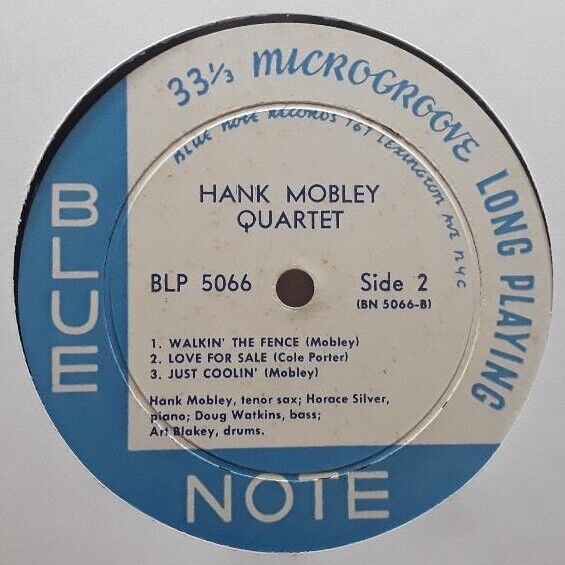 33⅓ MICROGROOVE LONG PLAYING
BLUE NOTE RECORDS 767 LEXINGTON AVE NYC
BLUE
NOTE
HANK MOBLEY
QUARTET
BLP 5066 Side 2
(BN 5066-B)
1. WALKIN' THE FENCE (Mobley)
2. LOVE FOR SALE (Cole Porter)
3. JUST COOLIN' (Mobley)
Hank Mobley, tenor sax; Horace Silver,
piano; Doug Watkins, bass;
Art Blakey, drums.